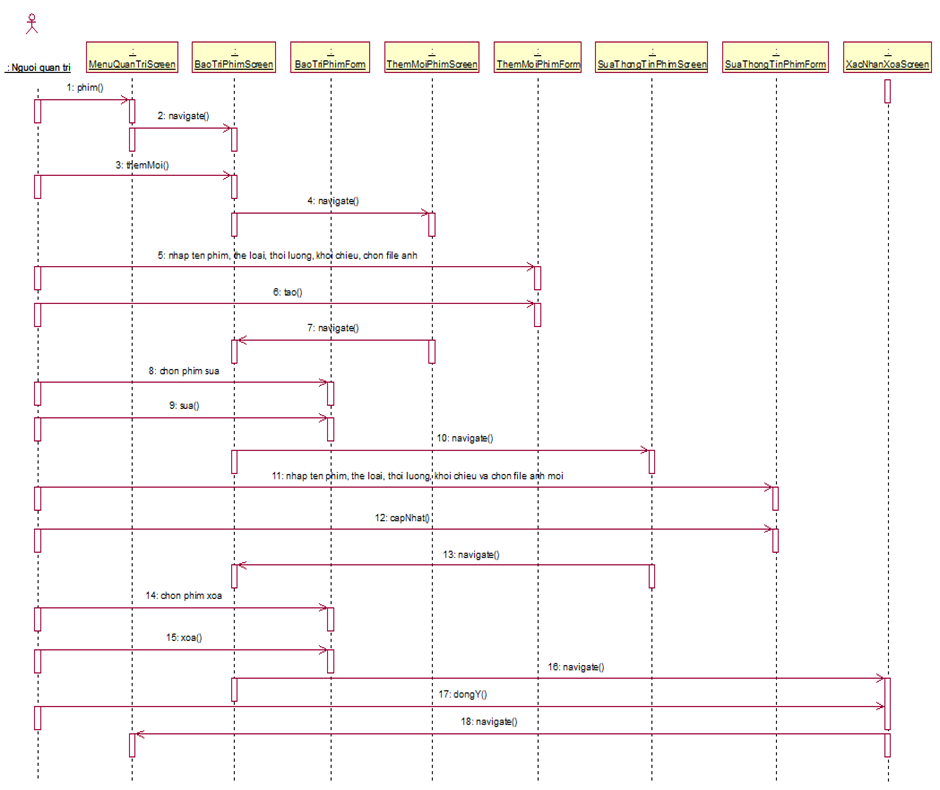 : Nguoi quan tri
:
MenuQuanTriScreen
:
BaoTriPhimScreen
:
BaoTriPhimForm
:
ThemMoiPhimScreen
:
ThemMoiPhimForm
:
SuaThongTinPhimScreen
:
SuaThongTinPhimForm
:
XacNhanXoaScreen
1: phim()
2: navigate()
3: themMoi()
4: navigate()
5: nhap ten phim, the loai, thoi luong, khoi chieu, chon file anh
6: tao()
7: navigate()
8: chon phim sua
9: sua()
10: navigate()
11: nhap ten phim, the loai, thoi luong, khoi chieu va chon file anh moi
12: capNhat()
13: navigate()
14: chon phim xoa
15: xoa()
16: navigate()
17: dongY()
18: navigate()